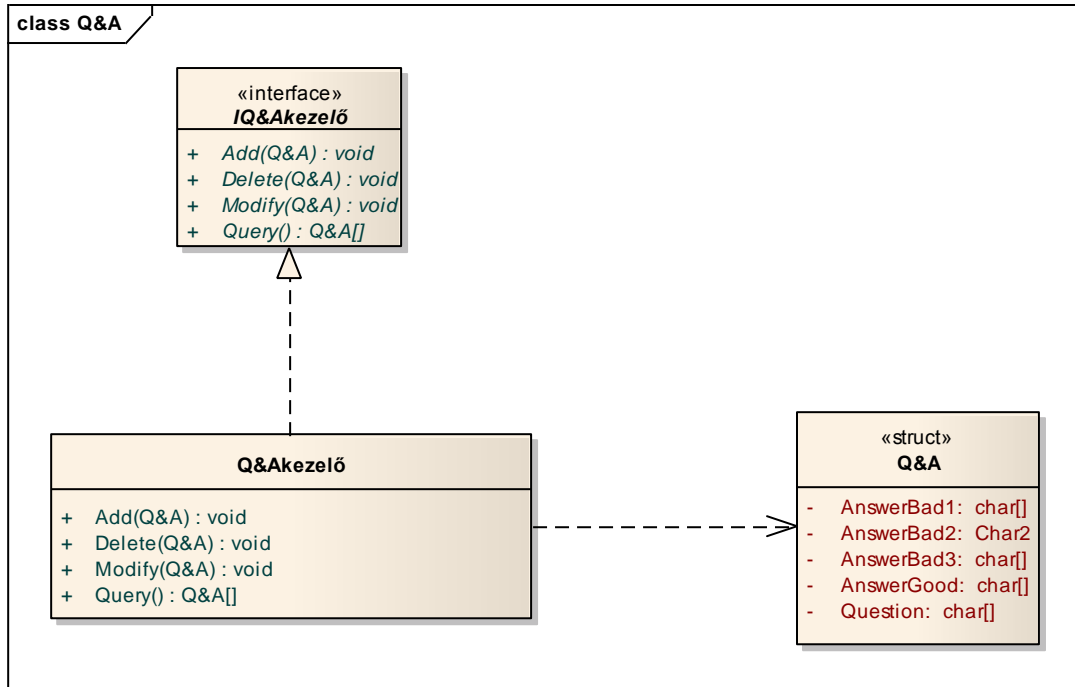 class Q&A
«interface»
IQ&Akezelő
+ Add(Q&A) : void
+ Delete(Q&A) : void
+ Modify(Q&A) : void
+ Query() : Q&A[]
Q&Akezelő
+ Add(Q&A) : void
+ Delete(Q&A) : void
+ Modify(Q&A) : void
+ Query() : Q&A[]
«struct»
Q&A
- AnswerBad1: char[]
- AnswerBad2: Char2
- AnswerBad3: char[]
- AnswerGood: char[]
- Question: char[]